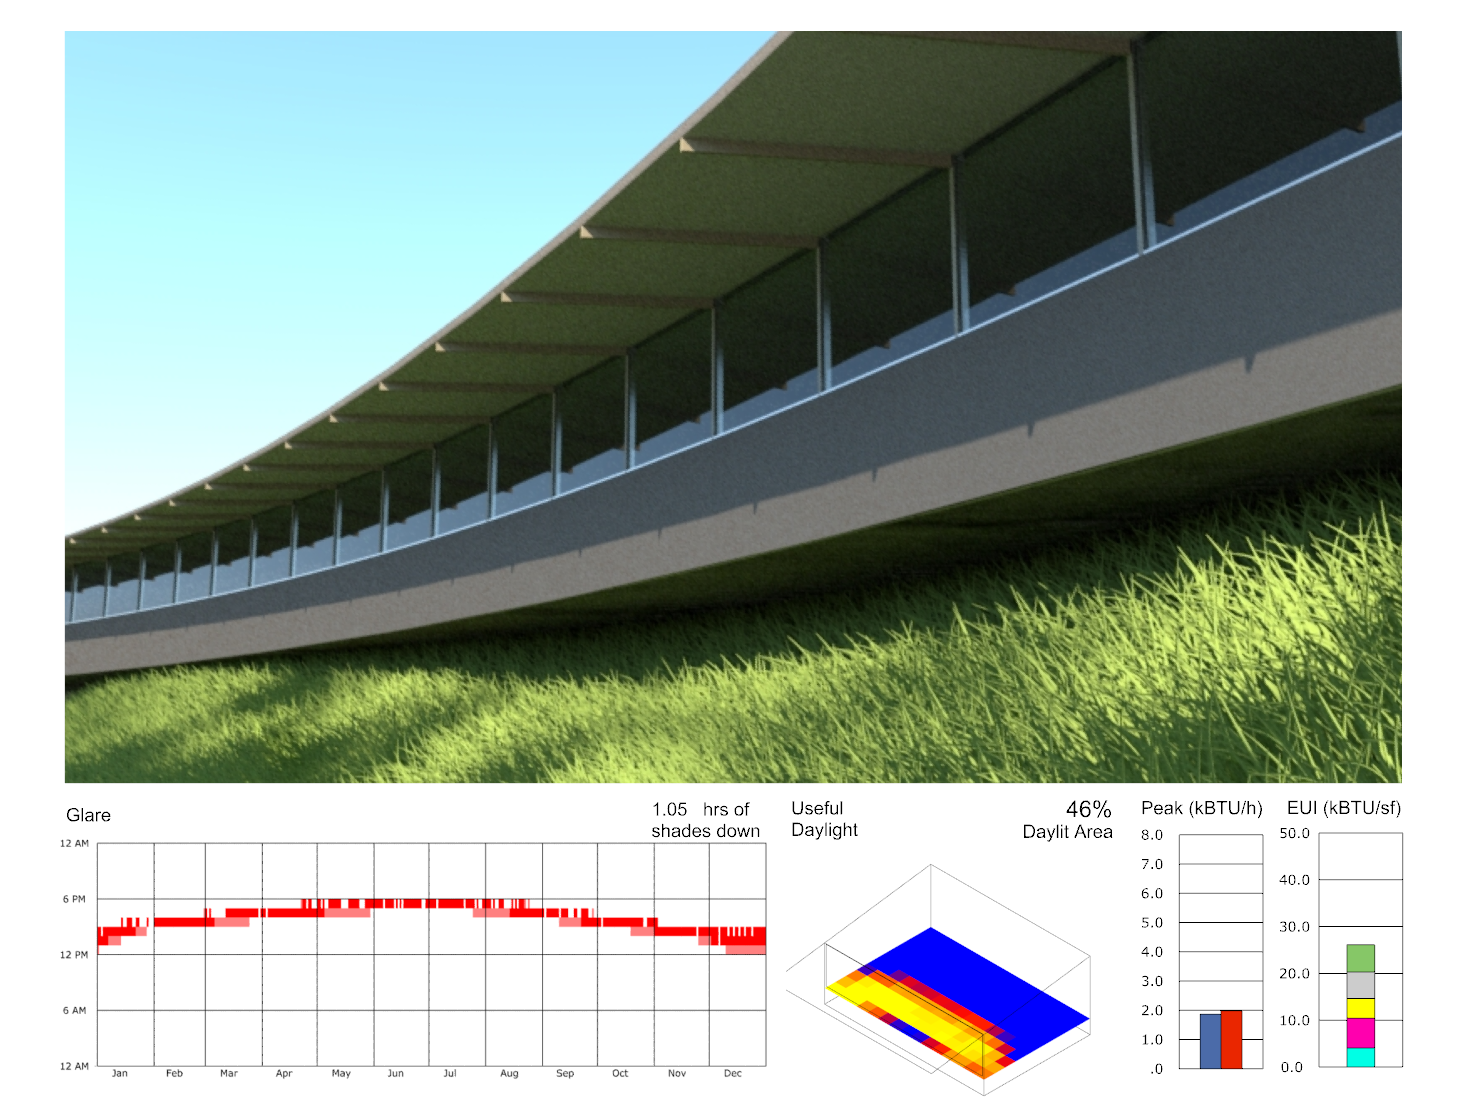 Glare
1.05 hrs of
shades down
12 AM
6 PM
12 PM
6 AM
12 AM
Jan Feb Mar Apr May Jun Jul Aug Sep Oct Nov Dec
Useful
Daylight
46%
Daylit Area
Peak (kBTU/h)
8.0
7.0
6.0
5.0
4.0
3.0
2.0
1.0
.0
EUI (kBTU/sf)
50.0
40.0
30.0
20.0
10.0
0.0